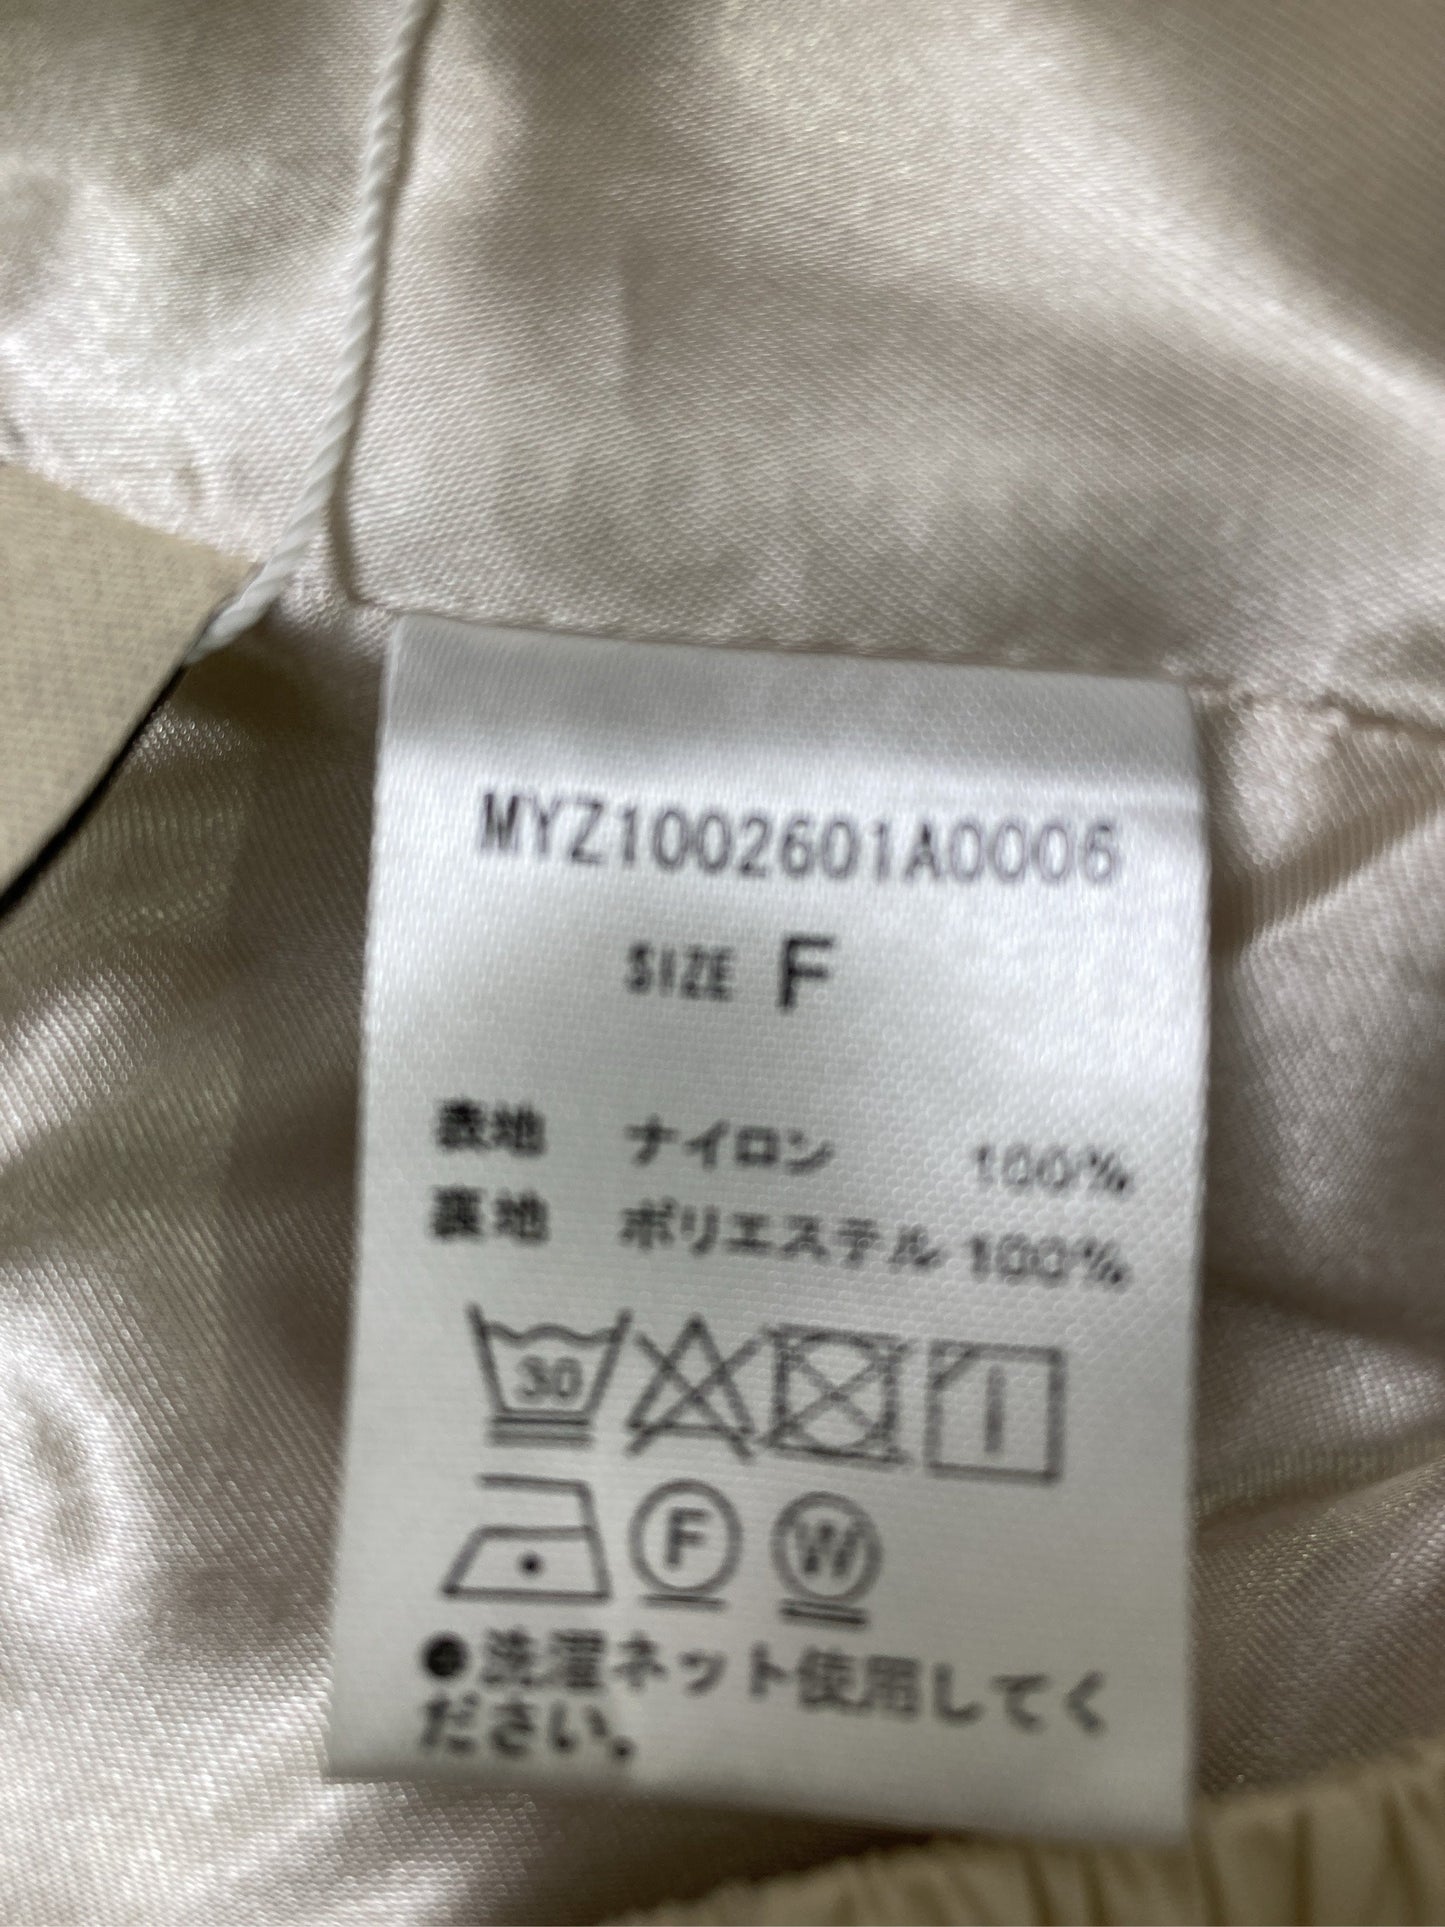 MYZ1002601A0006
SIZE F
表地 ナイロン 100%
裏地 ポリエステル 100%
30
F W
●洗濯ネット使用してく
ださい。